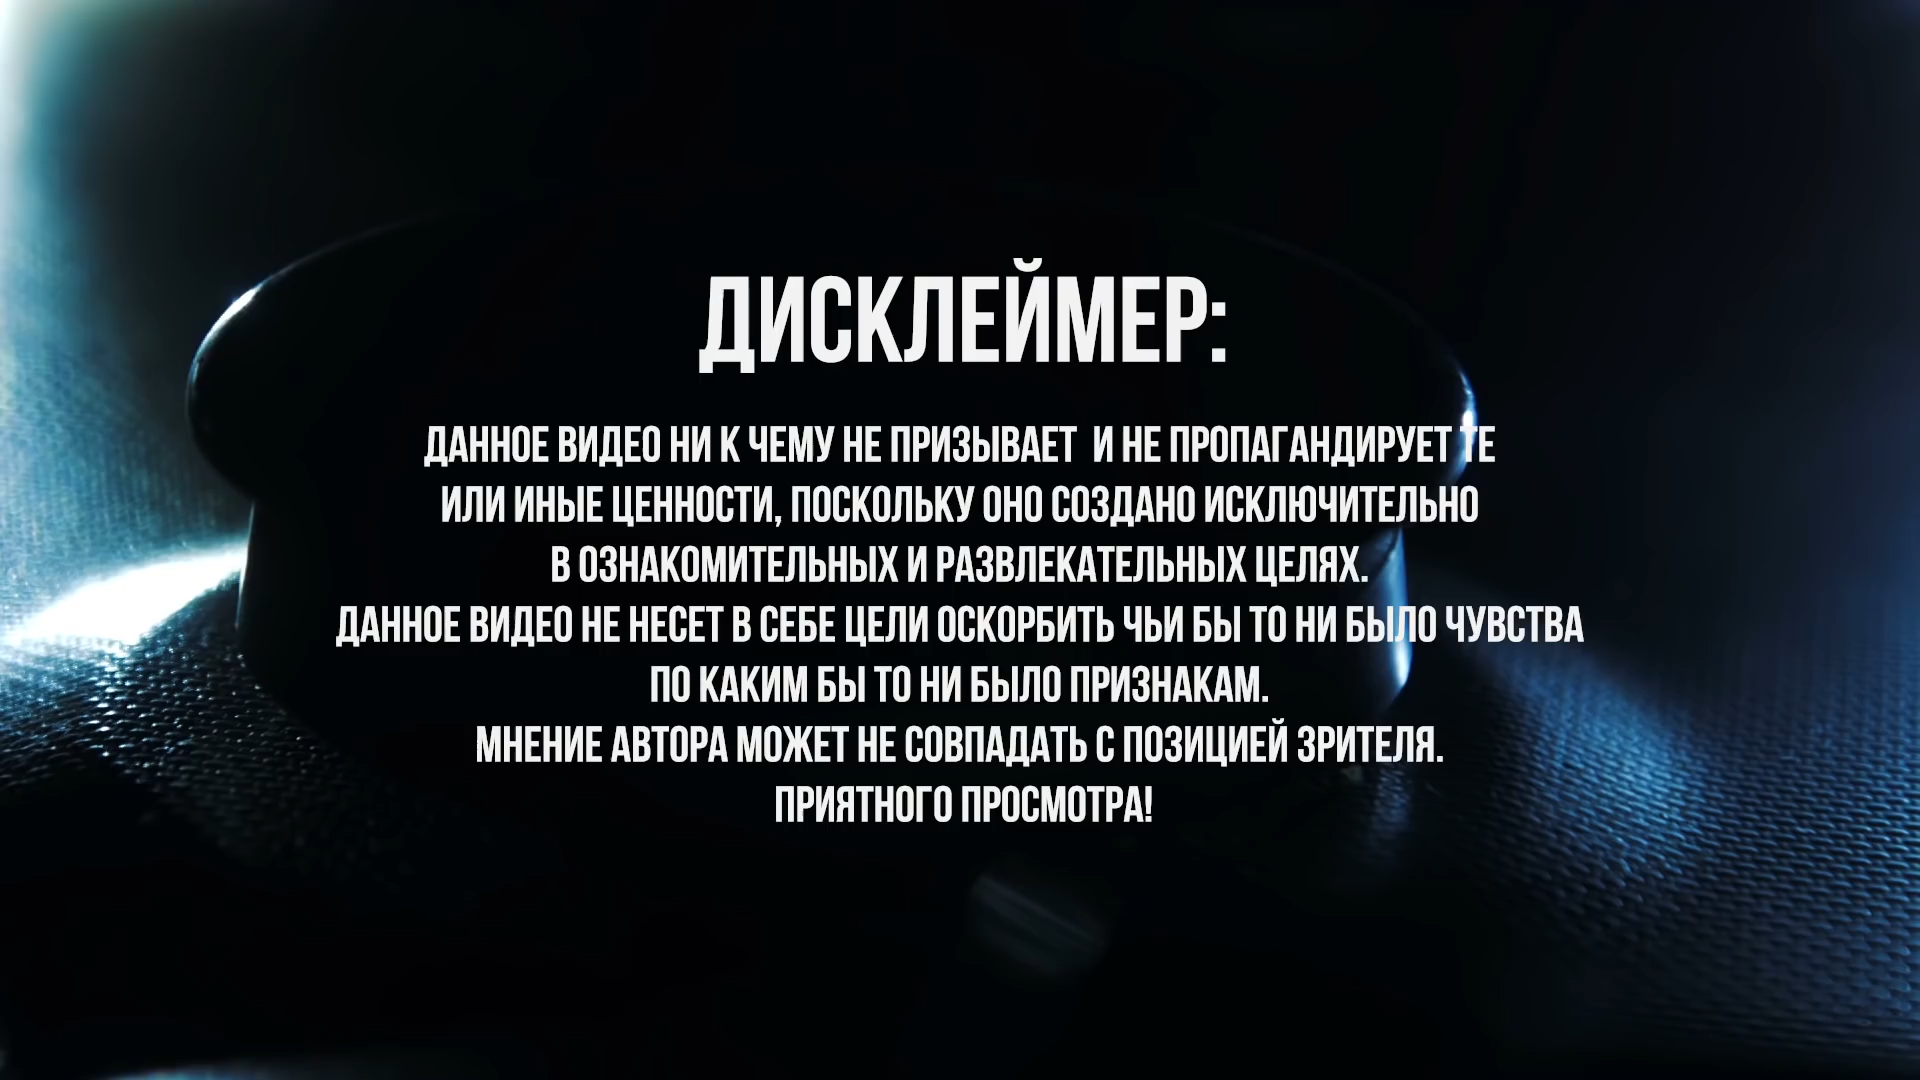 ДИСКЛЕЙМЕР:
ДАННОЕ ВИДЕО НИ К ЧЕМУ НЕ ПРИЗЫВАЕТ  И НЕ ПРОПАГАНДИРУЕТ ТЕ
ИЛИ ИНЫЕ ЦЕННОСТИ, ПОСКОЛЬКУ ОНО СОЗДАНО ИСКЛЮЧИТЕЛЬНО
В ОЗНАКОМИТЕЛЬНЫХ И РАЗВЛЕКАТЕЛЬНЫХ ЦЕЛЯХ.
ДАННОЕ ВИДЕО НЕ НЕСЕТ В СЕБЕ ЦЕЛИ ОСКОРБИТЬ ЧЬИ БЫ ТО НИ БЫЛО ЧУВСТВА
ПО КАКИМ БЫ ТО НИ БЫЛО ПРИЗНАКАМ.
МНЕНИЕ АВТОРА МОЖЕТ НЕ СОВПАДАТЬ С ПОЗИЦИЕЙ ЗРИТЕЛЯ.
ПРИЯТНОГО ПРОСМОТРА!